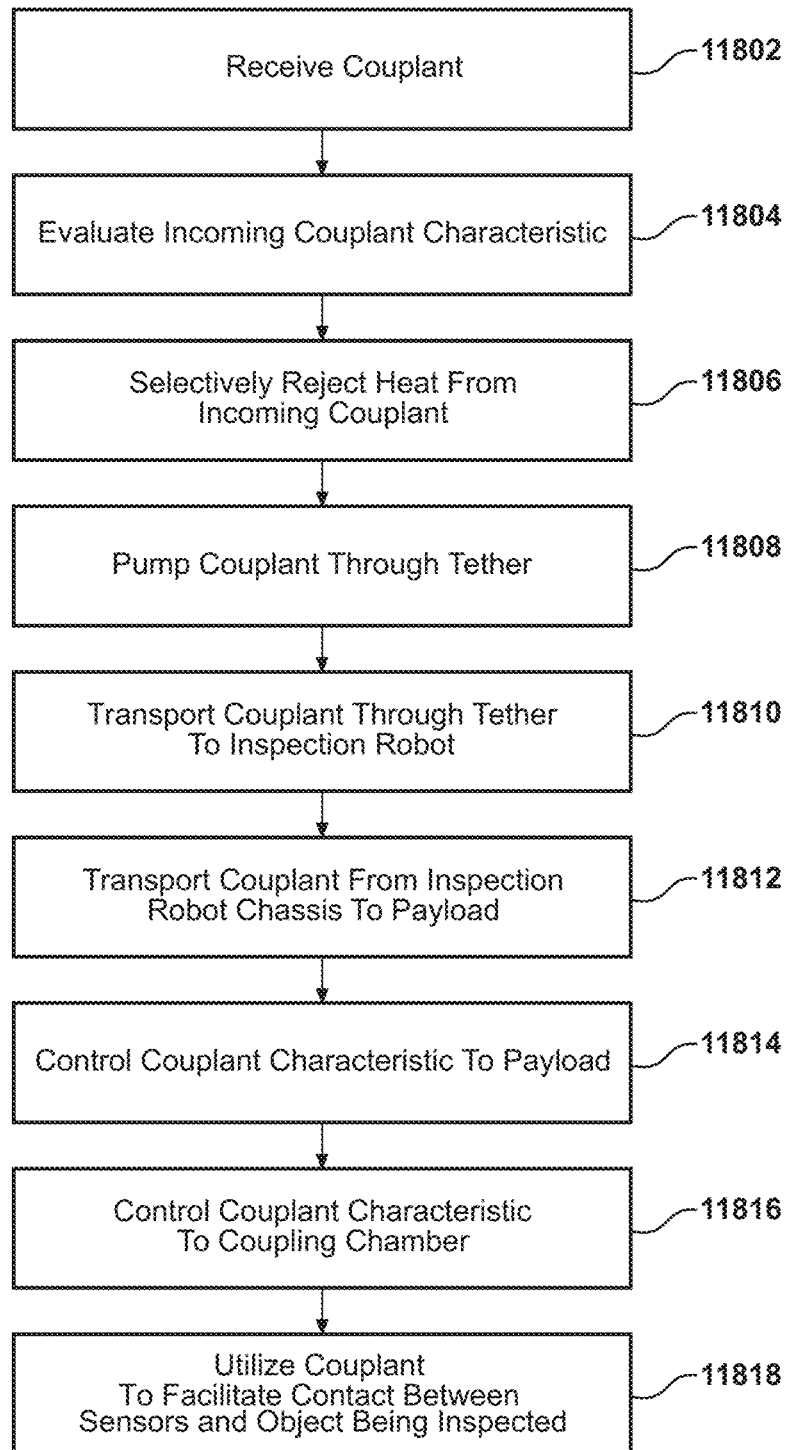 Receive Couplant
11802
Evaluate Incoming Couplant Characteristic
11804
Selectively Reject Heat From
Incoming Couplant
11806
Pump Couplant Through Tether
11808
Transport Couplant Through Tether
To Inspection Robot
11810
Transport Couplant From Inspection
Robot Chassis To Payload
11812
Control Couplant Characteristic To Payload
11814
Control Couplant Characteristic
To Coupling Chamber
11816
Utilize Couplant
To Facilitate Contact Between
Sensors and Object Being Inspected
11818